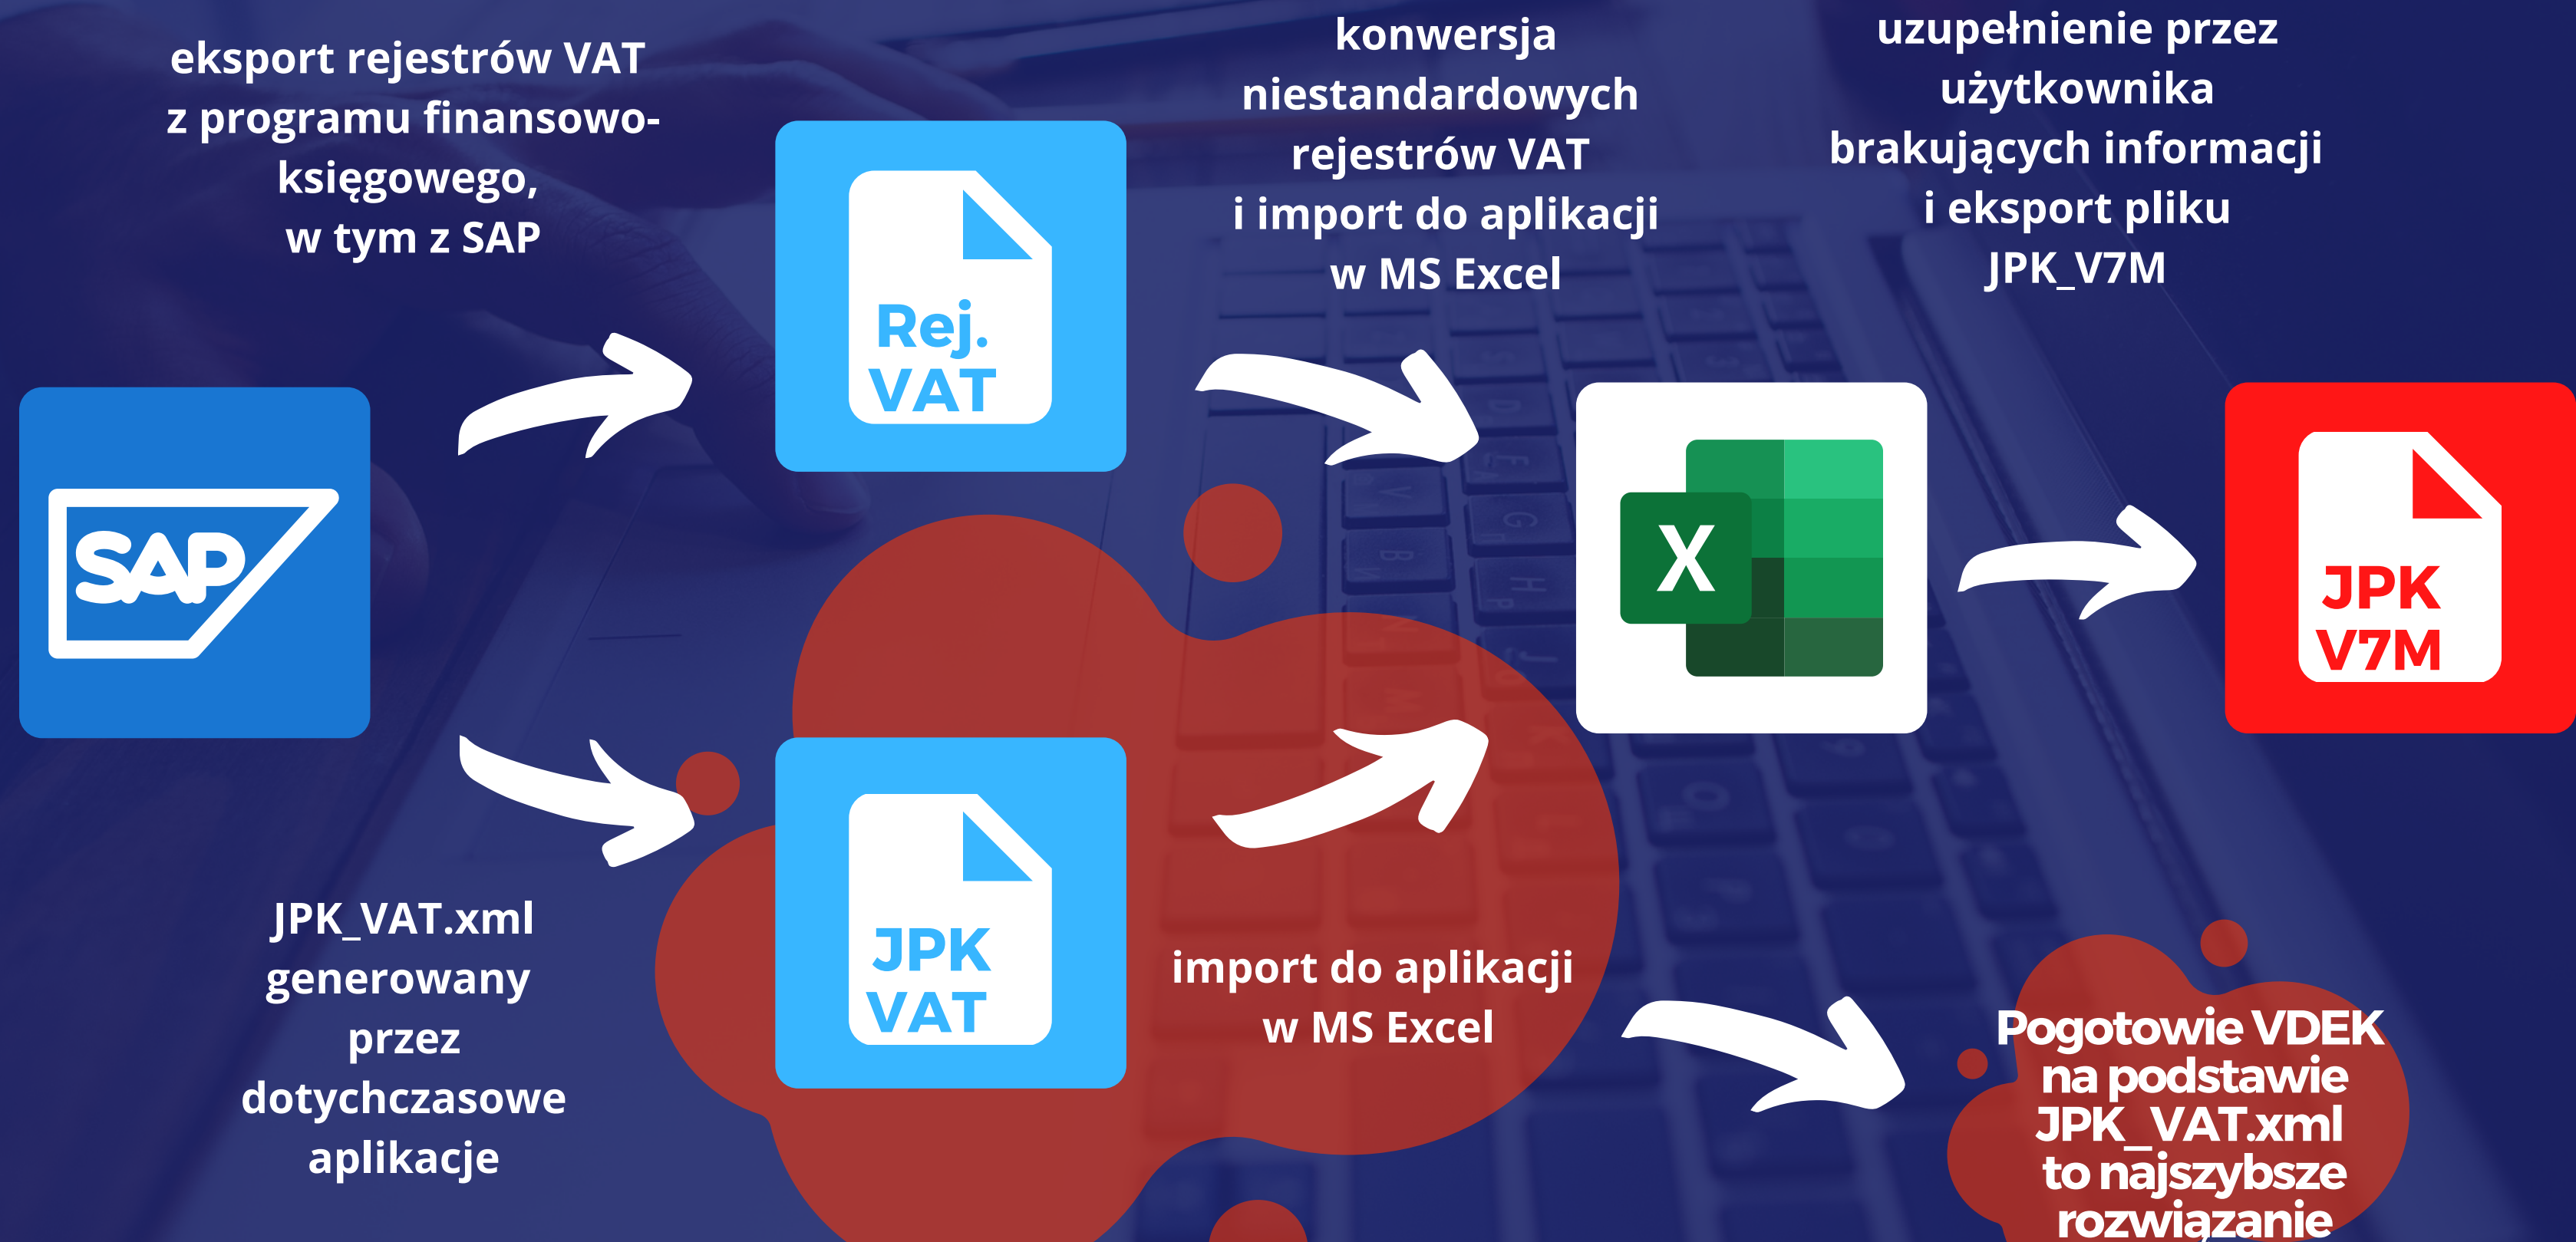 eksport rejestrów VAT
z programu finansowo-
księgowego,
w tym z SAP
konwersja
niestandardowych
rejestrów VAT
i import do aplikacji
w MS Excel
uzupełnienie przez
użytkownika
brakujących informacji
i eksport pliku
JPK_V7M
Rej.
VAT
SAP
X
JPK
V7M
JPK_VAT.xml
generowany
przez
dotychczasowe
aplikacje
JPK
VAT
import do aplikacji
w MS Excel
Pogotowie VDEK
na podstawie
JPK_VAT.xml
to najszybsze
rozwiązanie